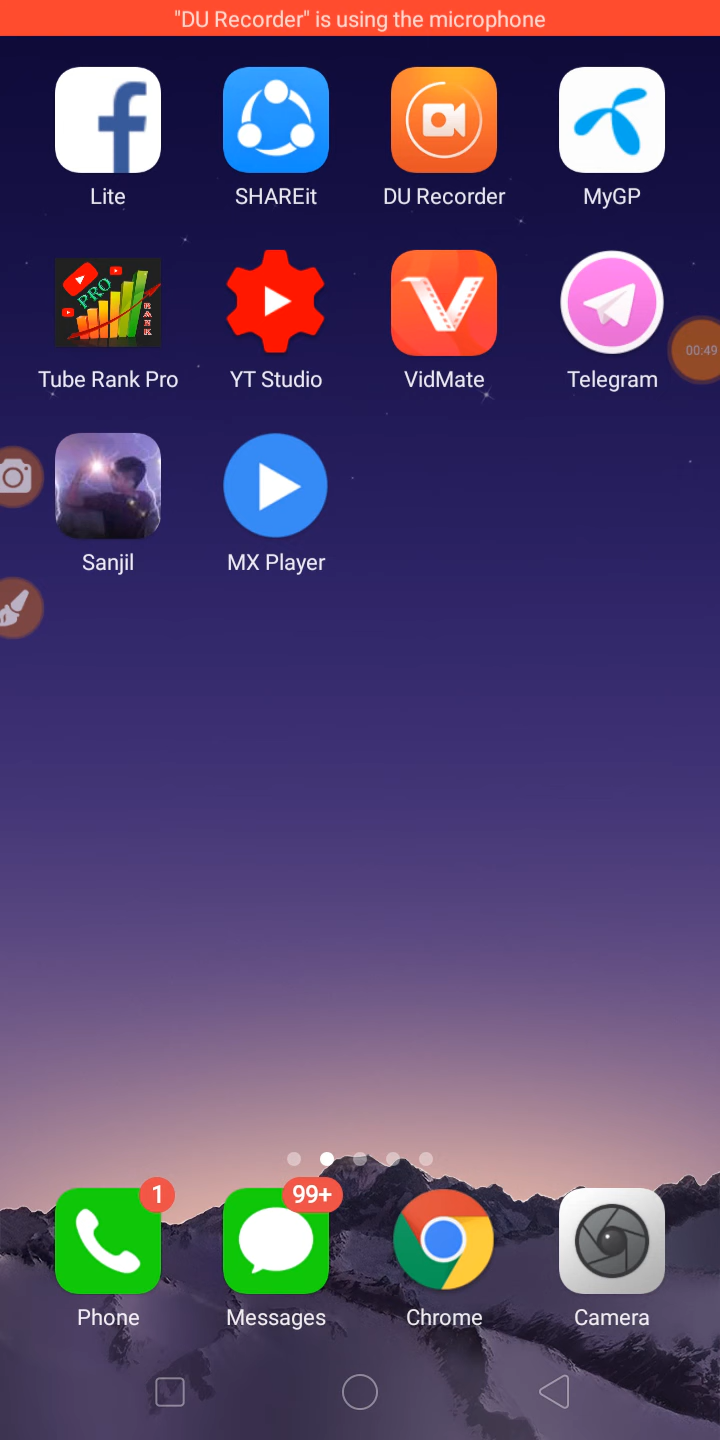 "DU Recorder" is using the microphone
Lite
SHAREit
DU Recorder
MyGP
PRO
RANK
Tube Rank Pro
YT Studio
VidMate
Telegram
00:49
Sanjil
MX Player
1
99+
Phone
Messages
Chrome
Camera